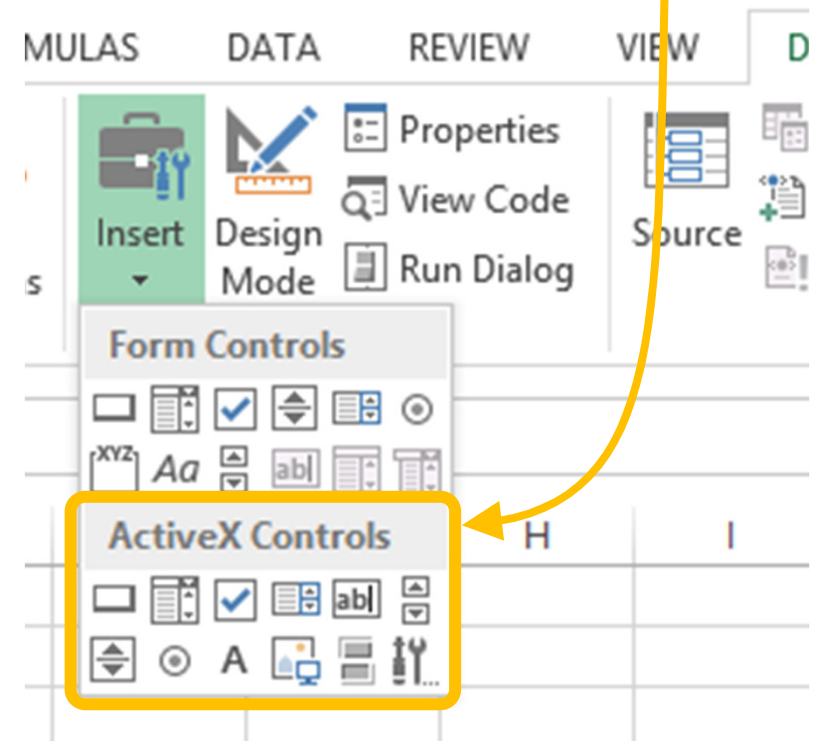 MULAS DATA REVIEW VIEW D
Properties
View Code
Run Dialog
Insert
Design
Mode
Source
s
Form Controls
XYZ
Aa
ab
ActiveX Controls
H I
ab
A